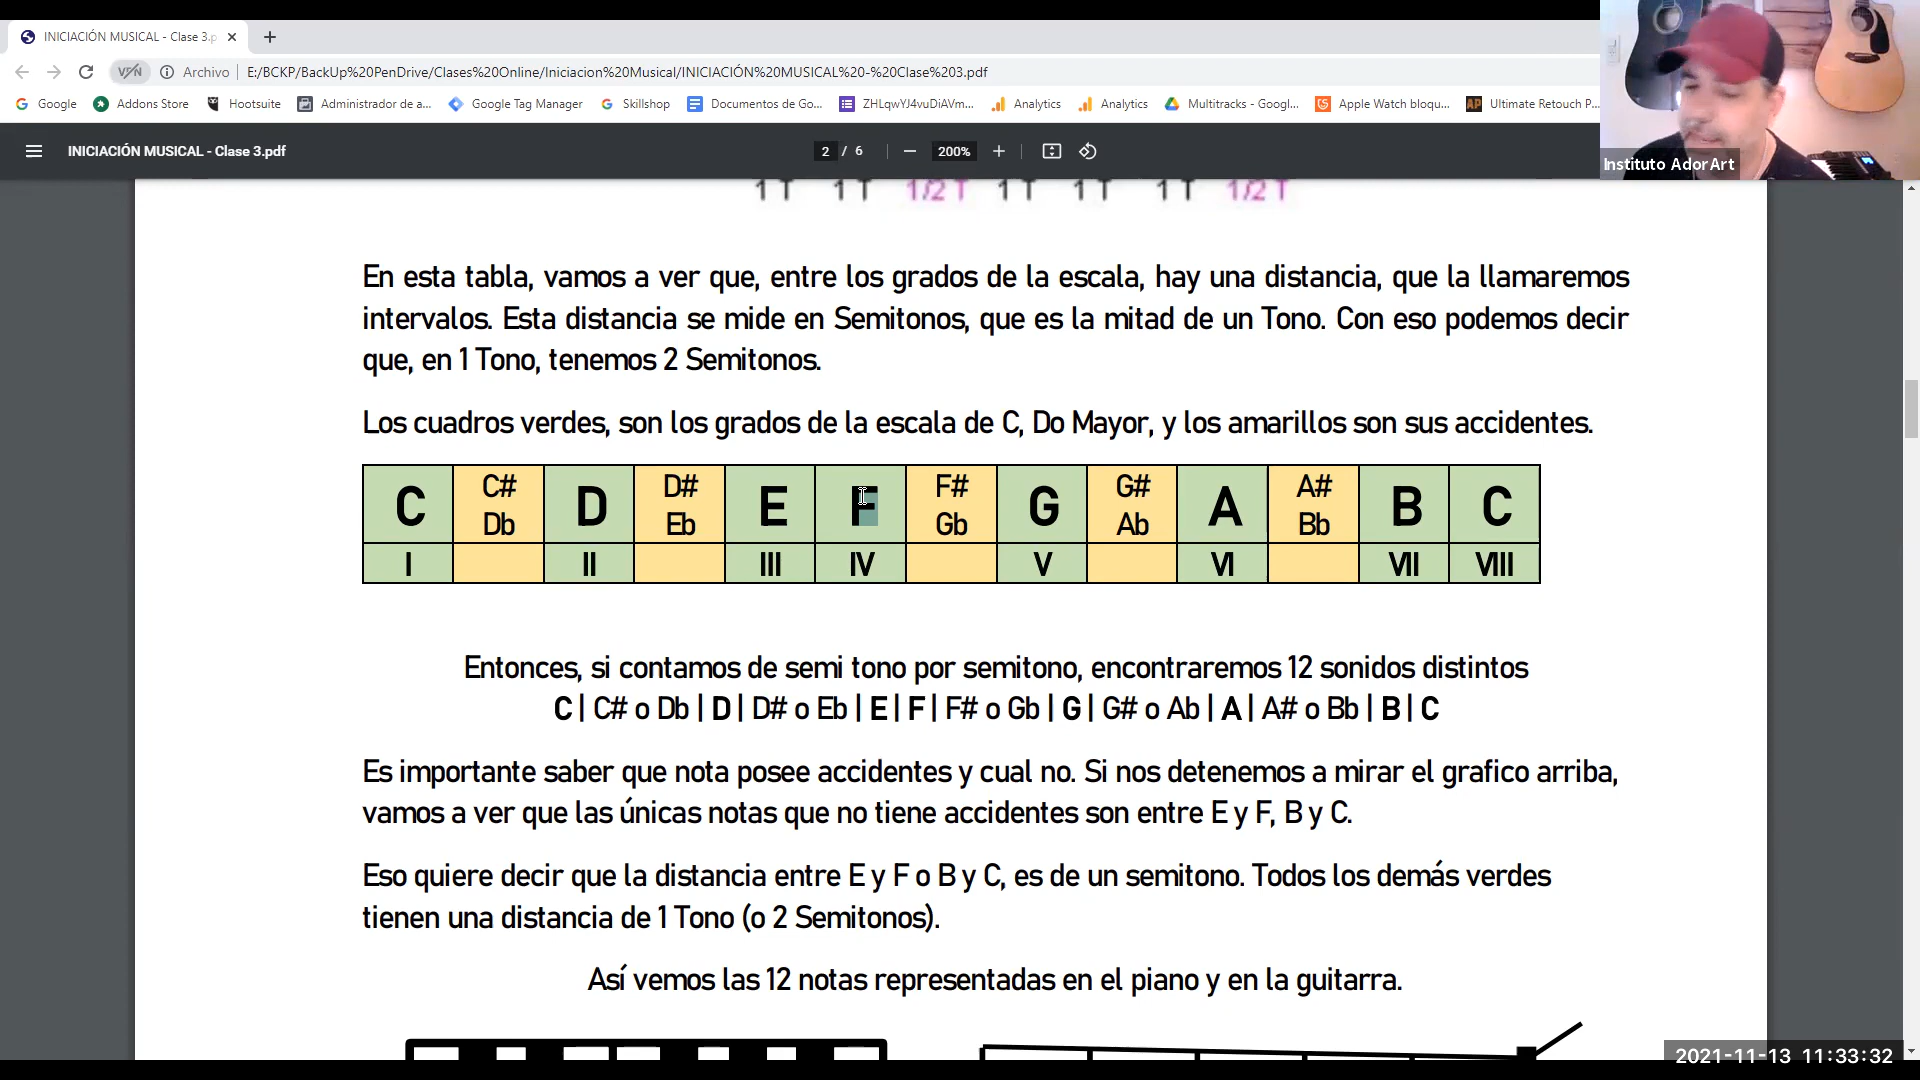 INICIACIÓN MUSICAL - Clase 3.p
Archivo E:/BCKP/BackUp%20PenDrive/Clases%20Online/Iniciacion%20Musical/INICIACIÓN%20MUSICAL%20-%20Clase%203.pdf
Google Addons Store Hootsuite Administrador de a... Google Tag Manager Skillshop Documentos de Go... ZHLqwYJ4vuDiAVm... Analytics Analytics Multitracks - Googl... Apple Watch bloqu... Ultimate Retouch P...
INICIACIÓN MUSICAL - Clase 3.pdf 2 / 6 200%
Instituto AdorArt
1 T 1 T 1/2 T 1 T 1 T 1 T 1/2 T
En esta tabla, vamos a ver que, entre los grados de la escala, hay una distancia, que la llamaremos
intervalos. Esta distancia se mide en Semitonos, que es la mitad de un Tono. Con eso podemos decir
que, en 1 Tono, tenemos 2 Semitonos.
Los cuadros verdes, son los grados de la escala de C, Do Mayor, y los amarillos son sus accidentes.
C C# Db D D# Eb E F F# Gb G G# Ab A A# Bb B C
I II III IV V VI VII VIII
Entonces, si contamos de semi tono por semitono, encontraremos 12 sonidos distintos
C | C# o Db | D | D# o Eb | E | F | F# o Gb | G | G# o Ab | A | A# o Bb | B | C
Es importante saber que nota posee accidentes y cual no. Si nos detenemos a mirar el grafico arriba,
vamos a ver que las únicas notas que no tiene accidentes son entre E y F, B y C.
Eso quiere decir que la distancia entre E y F o B y C, es de un semitono. Todos los demás verdes
tienen una distancia de 1 Tono (o 2 Semitonos).
Así vemos las 12 notas representadas en el piano y en la guitarra.
2021-11-13 11:33:32